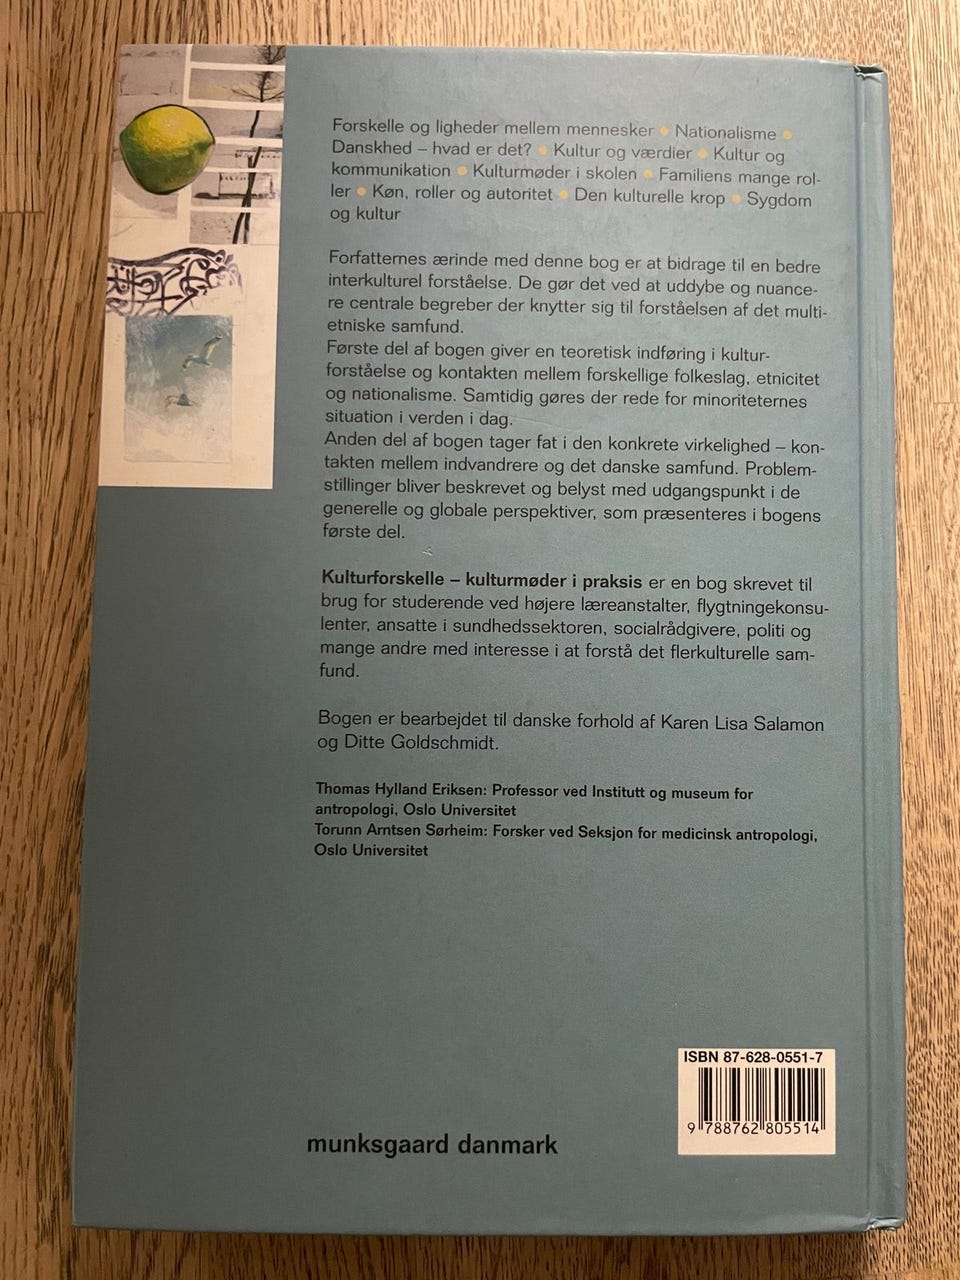 Forskelle og ligheder mellem mennesker • Nationalisme •
Danskhed – hvad er det? • Kultur og værdier • Kultur og
kommunikation • Kulturmøder i skolen • Familiens mange rol-
ler • Køn, roller og autoritet • Den kulturelle krop • Sygdom
og kultur
Forfatternes ærinde med denne bog er at bidrage til en bedre
interkulturel forståelse. De gør det ved at uddybe og nuance-
re centrale begreber der knytter sig til forståelsen af det multi-
etniske samfund.
Første del af bogen giver en teoretisk indføring i kultur-
forståelse og kontakten mellem forskellige folkeslag, etnicitet
og nationalisme. Samtidig gøres der rede for minoriteternes
situation i verden i dag.
Anden del af bogen tager fat i den konkrete virkelighed – kon-
takten mellem indvandrere og det danske samfund. Problem-
stillinger bliver beskrevet og belyst med udgangspunkt i de
generelle og globale perspektiver, som præsenteres i bogens
første del.
Kulturforskelle – kulturmøder i praksis er en bog skrevet til
brug for studerende ved højere læreanstalter, flygtningekonsu-
lenter, ansatte i sundhedssektoren, socialrådgivere, politi og
mange andre med interesse i at forstå det flerkulturelle sam-
fund.
Bogen er bearbejdet til danske forhold af Karen Lisa Salamon
og Ditte Goldschmidt.
Thomas Hylland Eriksen: Professor ved Institutt og museum for
antropologi, Oslo Universitet
Torunn Arntsen Sørheim: Forsker ved Seksjon for medicinsk antropologi,
Oslo Universitet
ISBN 87-628-0551-7
9 788762 805514
munksgaard danmark